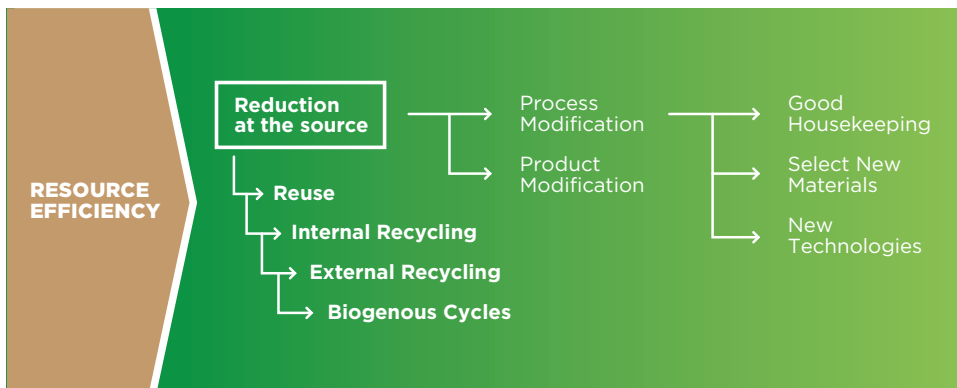 RESOURCE
EFFICIENCY
Reduction
at the source
Reuse
Internal Recycling
External Recycling
Biogenous Cycles
Process
Modification
Product
Modification
Good
Housekeeping
Select New
Materials
New
Technologies